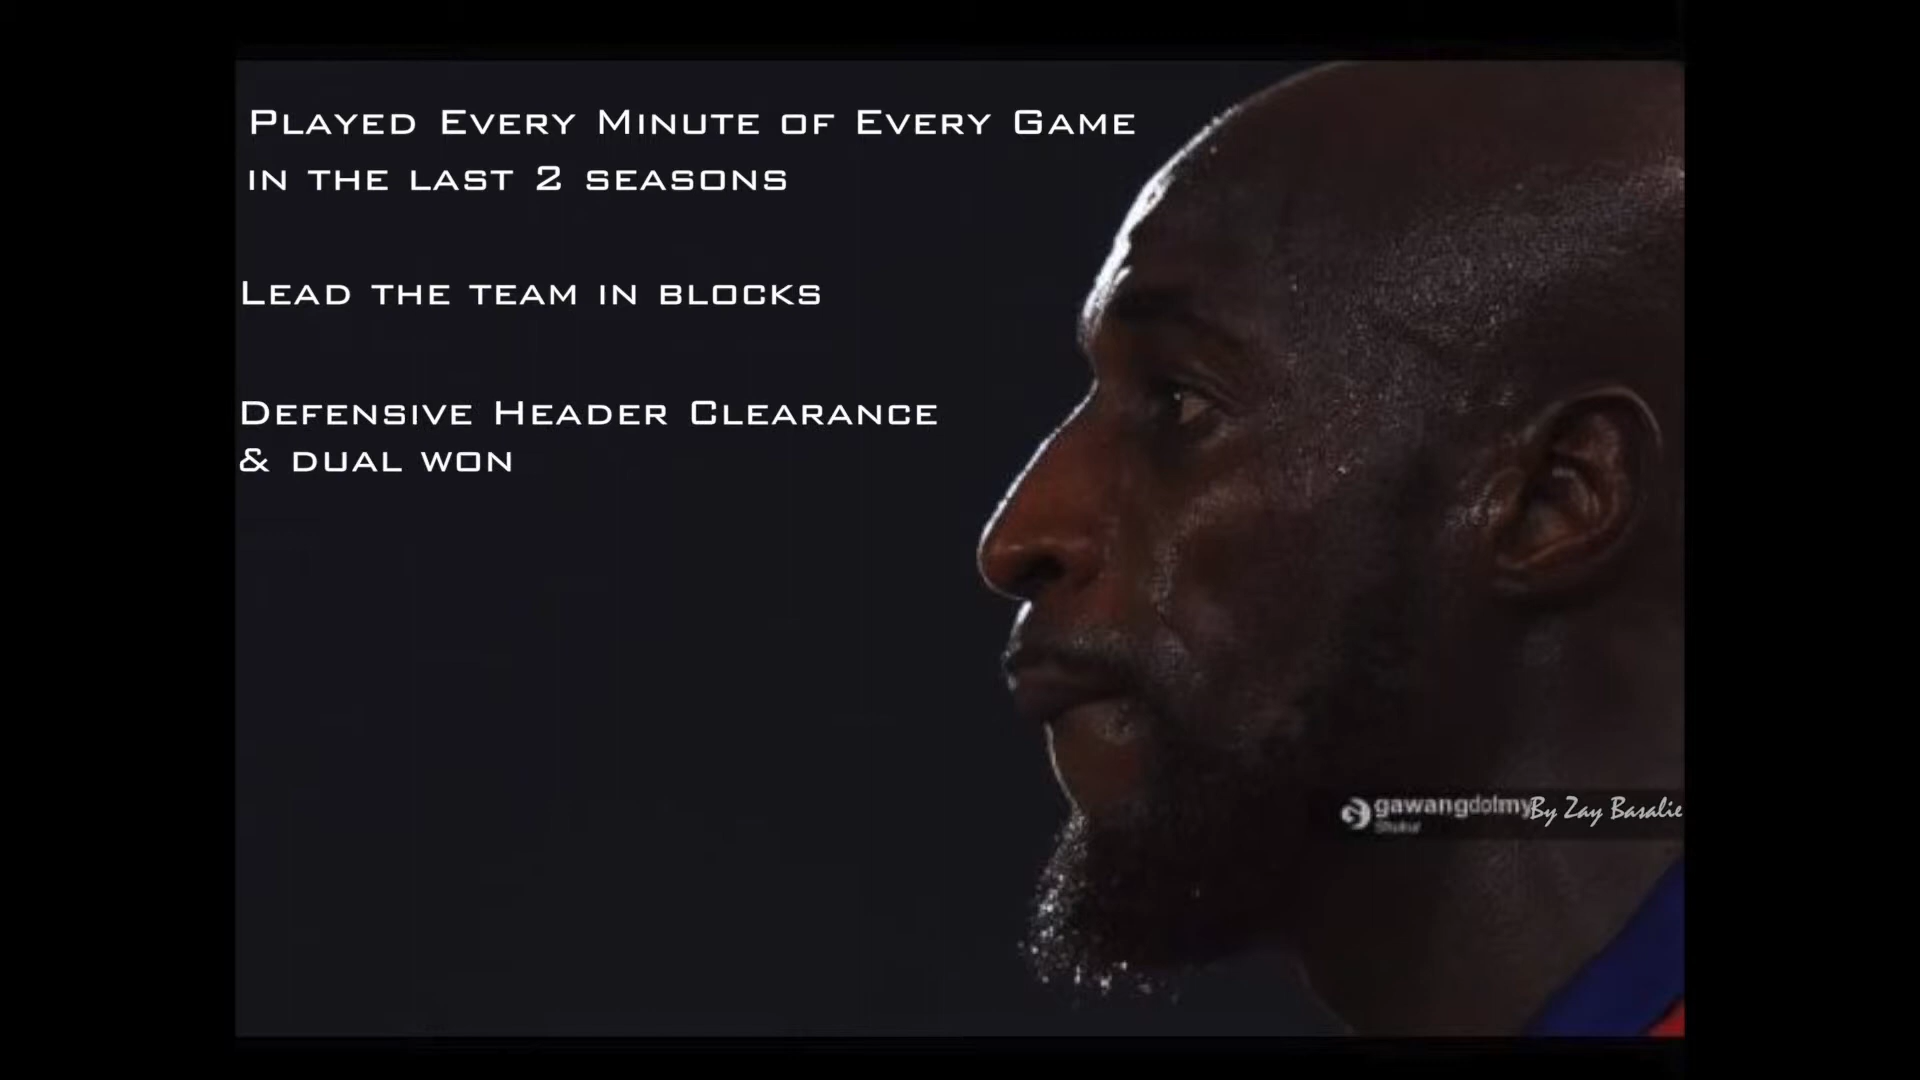 Played Every Minute of Every Game
in the last 2 seasons
Lead the team in blocks
Defensive Header Clearance
& dual won
gawangdolmy
By Zay Basalie